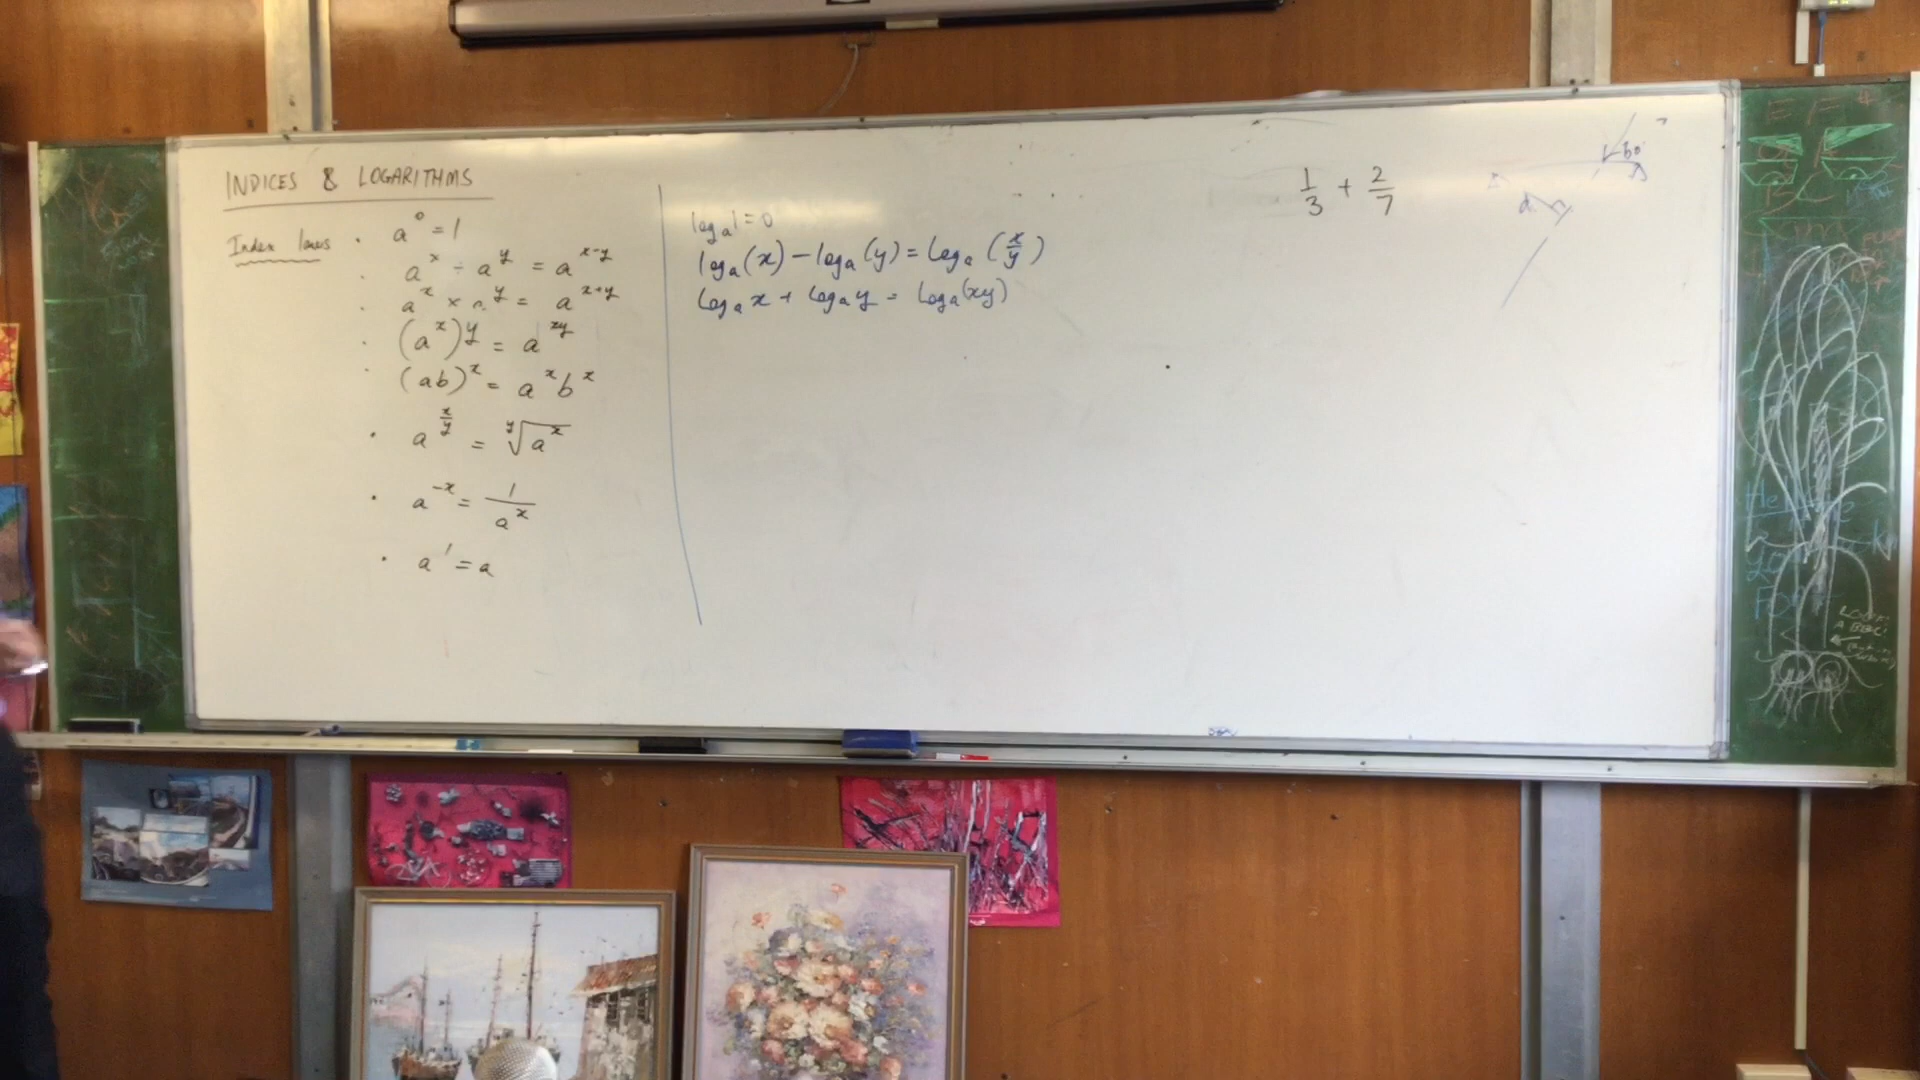 INDICES & LOGARITHMS
Index laws · a⁰ = 1
· aˣ ÷ aʸ = aˣ⁻ʸ
· aˣ × aʸ = aˣ⁺ʸ
· (aˣ)ʸ = aˣʸ
· (ab)ˣ = aˣbˣ
· a^(x/y) = ʸ√(aˣ)
· a⁻ˣ = 1/aˣ
· a¹ = a
logₐ1 = 0
logₐ(x) − logₐ(y) = logₐ(x/y)
logₐx + logₐy = logₐ(xy)
1/3 + 2/7